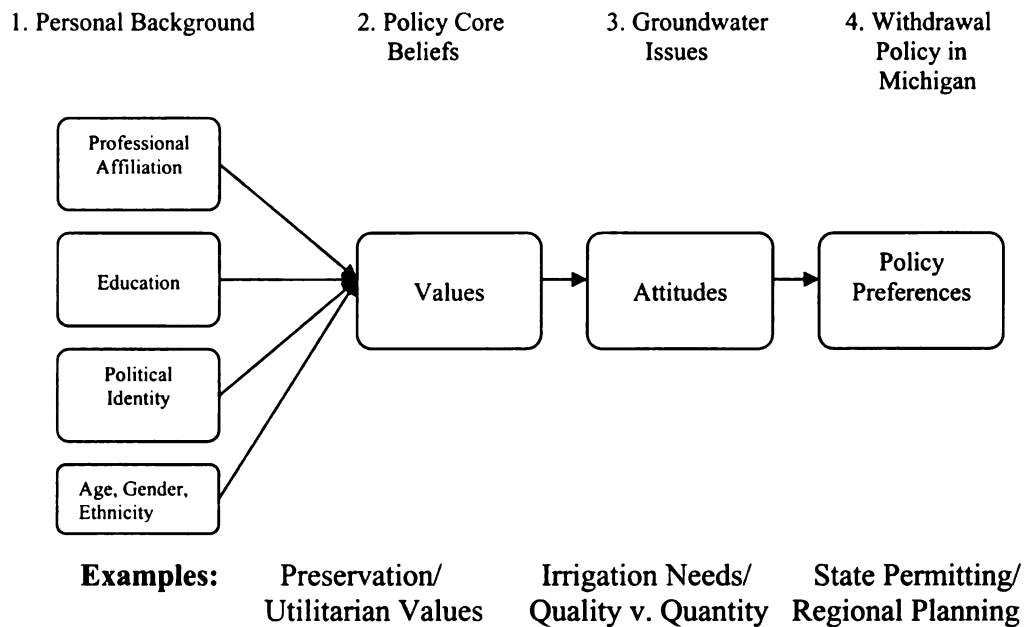 1. Personal Background
2. Policy Core
Beliefs
3. Groundwater
Issues
4. Withdrawal
Policy in
Michigan
Professional
Affiliation
Education
Political
Identity
Age, Gender,
Ethnicity
Values
Attitudes
Policy
Preferences
Examples:
Preservation/
Utilitarian Values
Irrigation Needs/
Quality v. Quantity
State Permitting/
Regional Planning